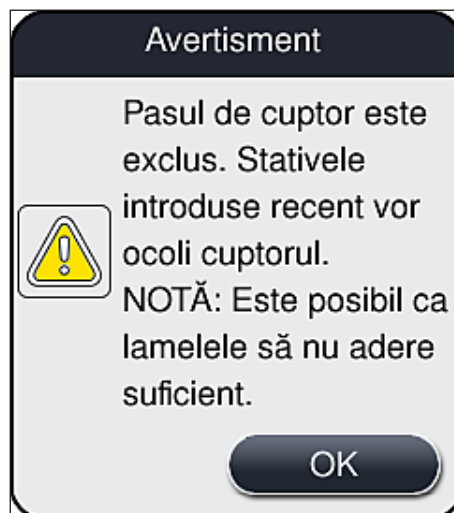 Avertisment
Pasul de cuptor este
exclus. Stativele
introduse recent vor
ocoli cuptorul.
NOTĂ: Este posibil ca
lamelele să nu adere
suficient.
OK